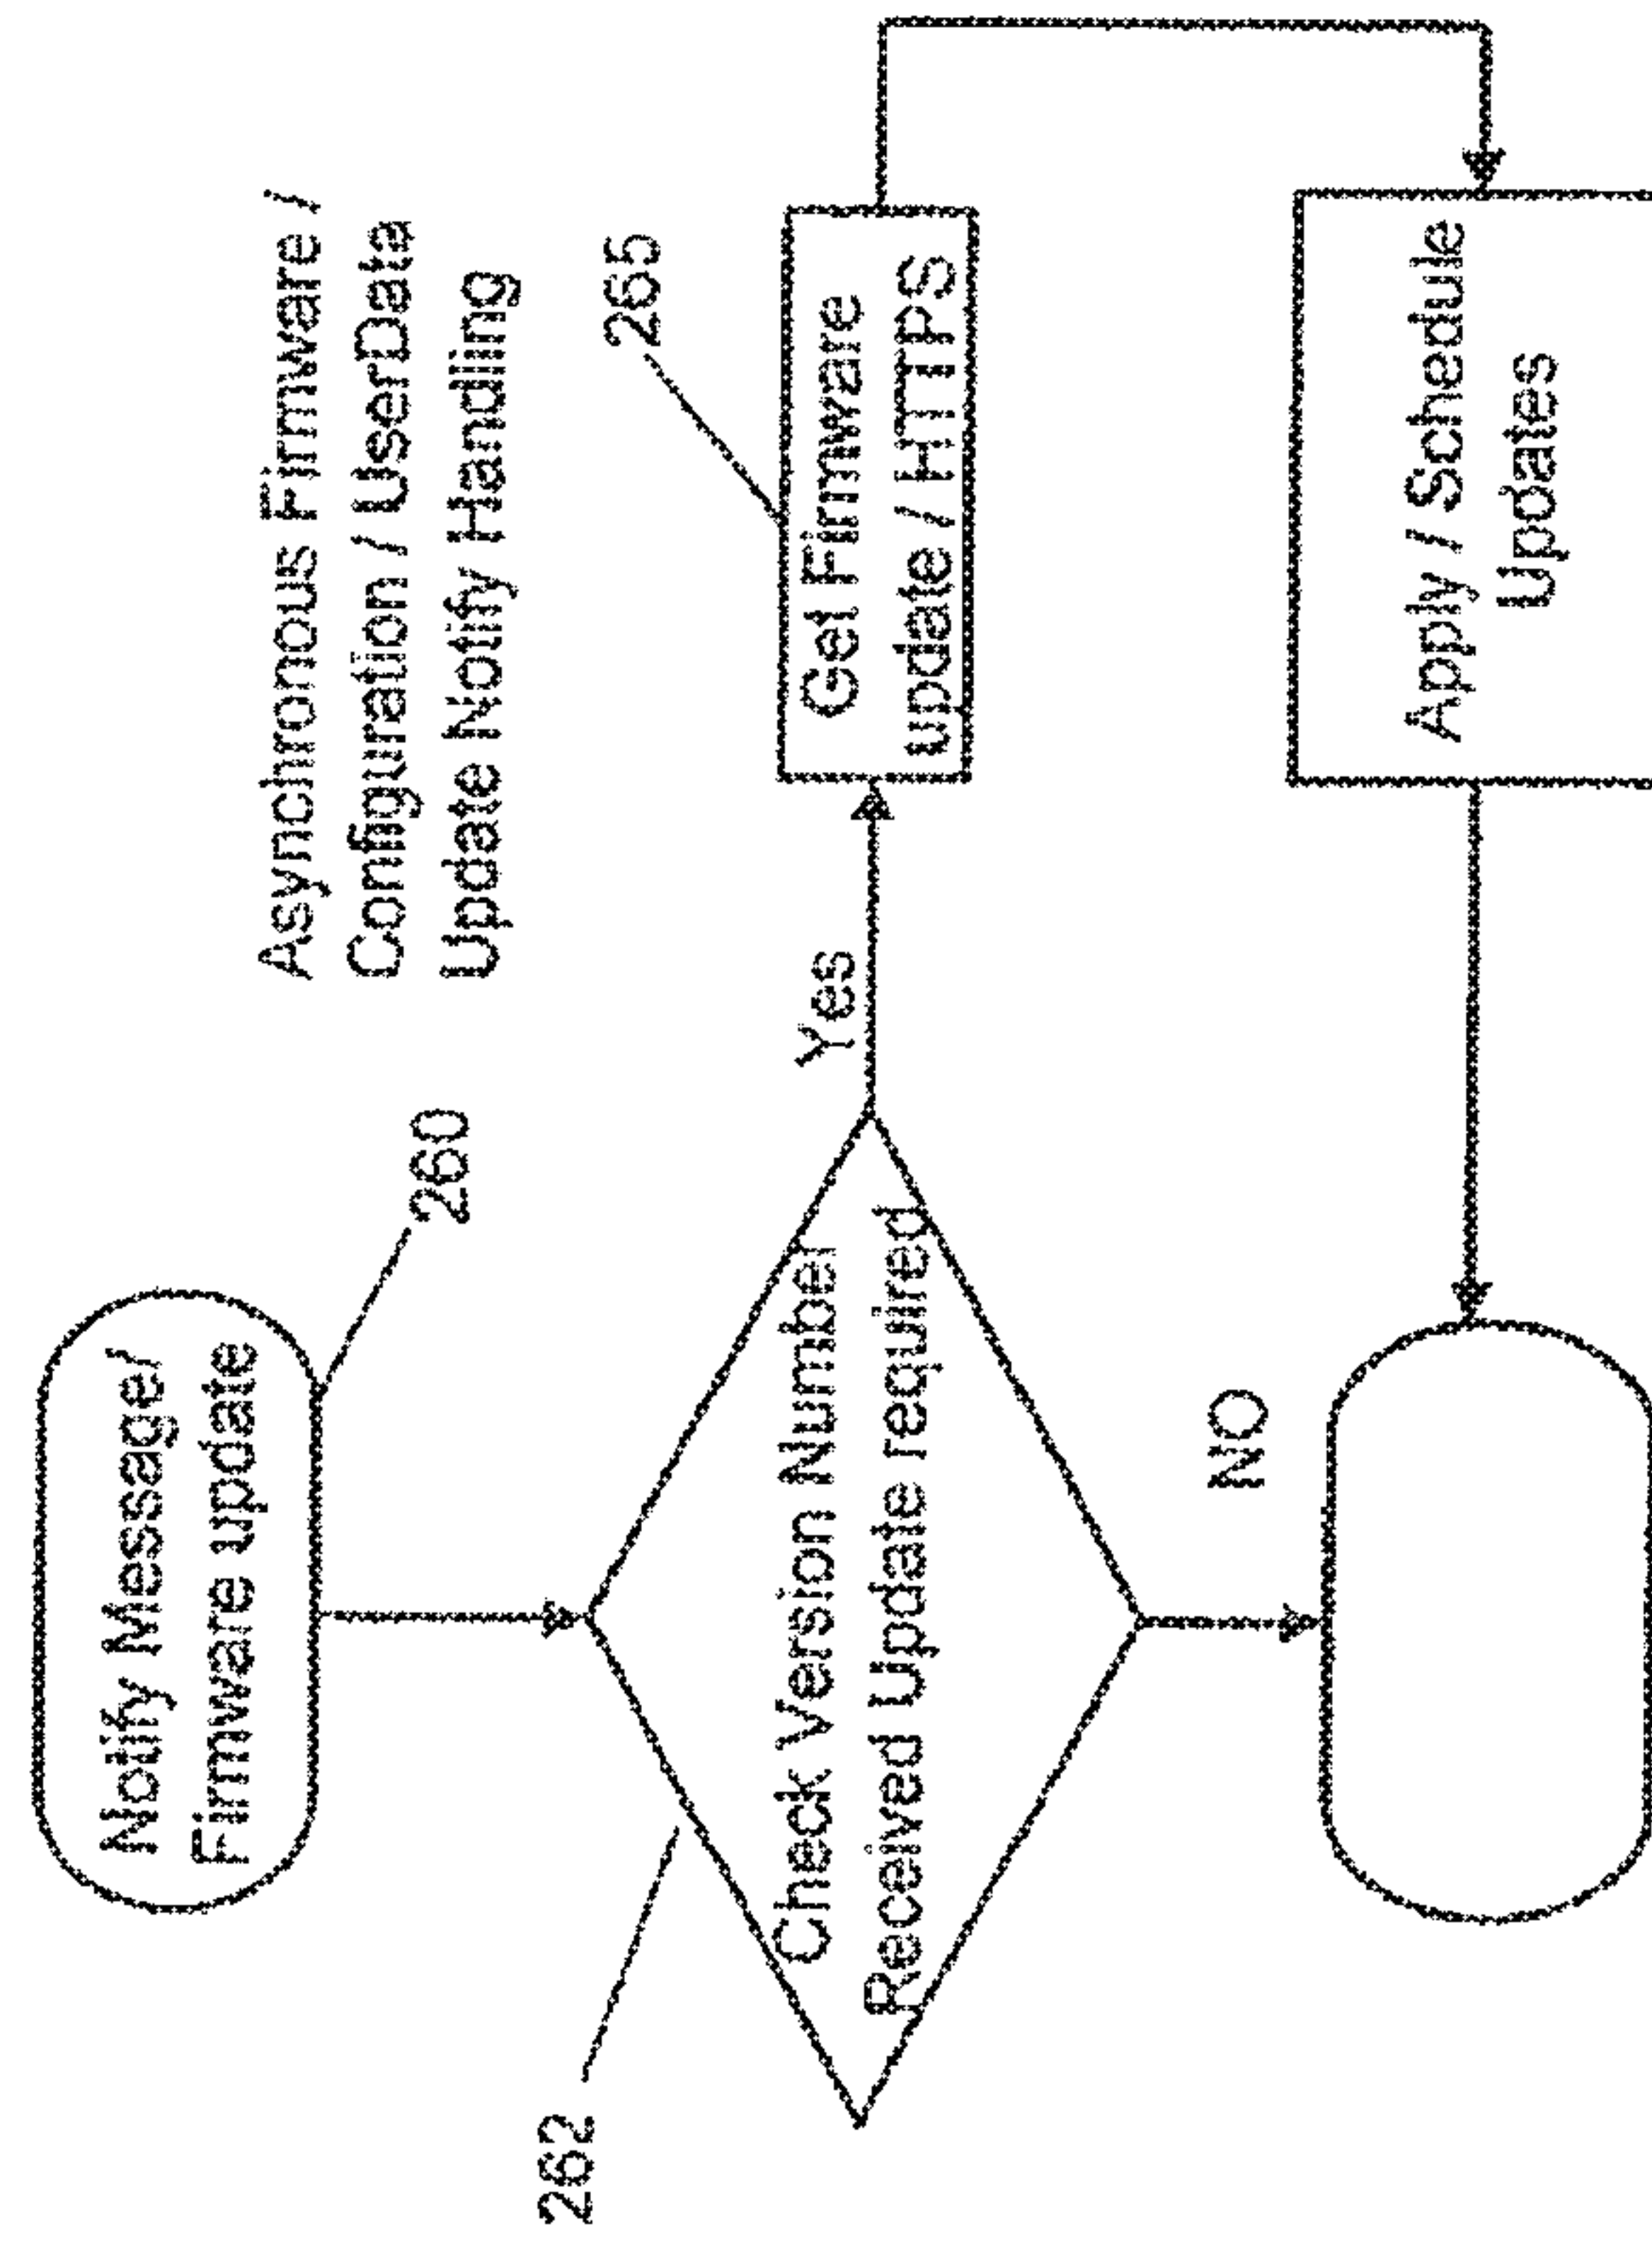 Asynchronous Firmware /
Configuration / UserData
Update Notify Handling
Notify Message/
Firmware update
260
262
Check Version Number
Received Update required
Yes
265
Get Firmware
update / HTTPS
NO
Apply / Schedule
Updates